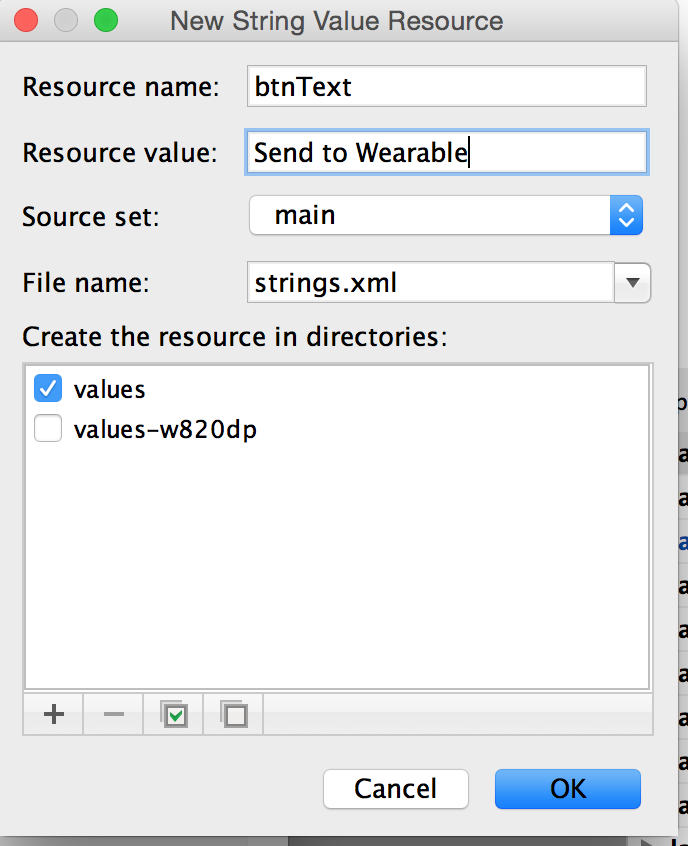 New String Value Resource
Resource name: btnText
Resource value: Send to Wearable
Source set: main
File name: strings.xml
Create the resource in directories:
values
values-w820dp
Cancel OK